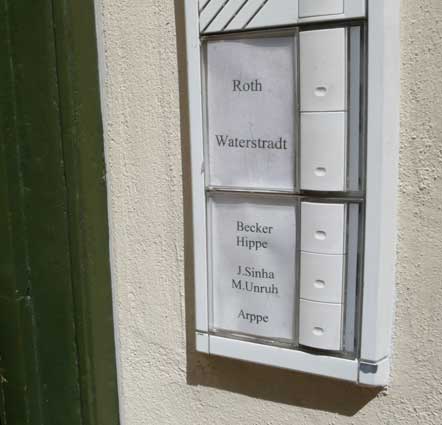 Roth
Waterstradt
Becker
Hippe
J.Sinha
M.Unruh
Arppe